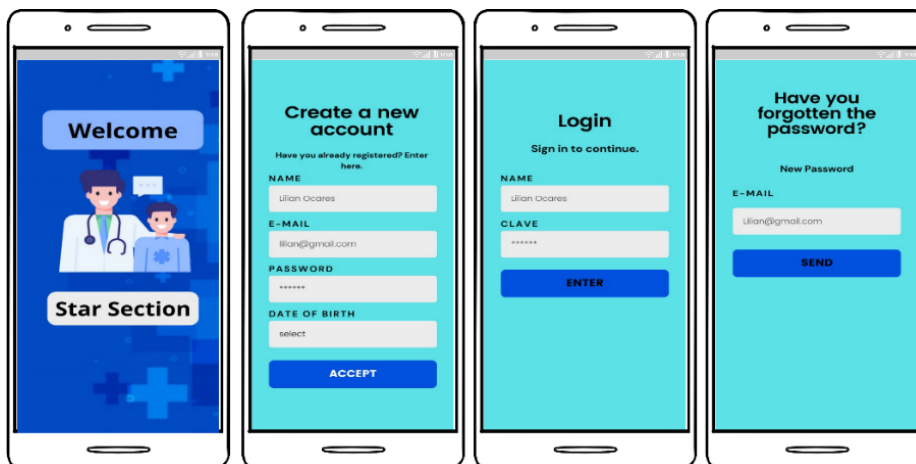 Welcome
Star Section
Create a new
account
Have you already registered? Enter
here.
NAME
Lilian Ocares
E-MAIL
lilian@gmail.com
PASSWORD
******
DATE OF BIRTH
select
ACCEPT
Login
Sign in to continue.
NAME
Lilian Ocares
CLAVE
******
ENTER
Have you
forgotten the
password?
New Password
E-MAIL
Lilian@gmail.com
SEND